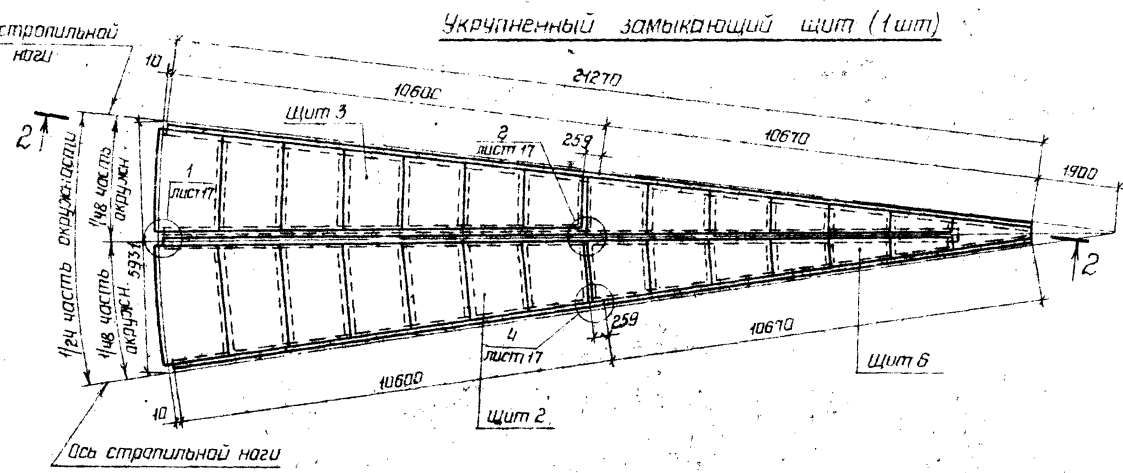 Укрупненный замыкающий щит (1шт)
стропильной
ноги
10
21270
10600
10670
1900
Щит 3
2
2
лист 17
259
1
лист 17
1/24 часть окружности
1/48 часть
окружн.
5931
1/48 часть
окружн.
2
4
лист 17
259
10670
10600
10
Щит 6
Щит 2
Ось стропильной ноги